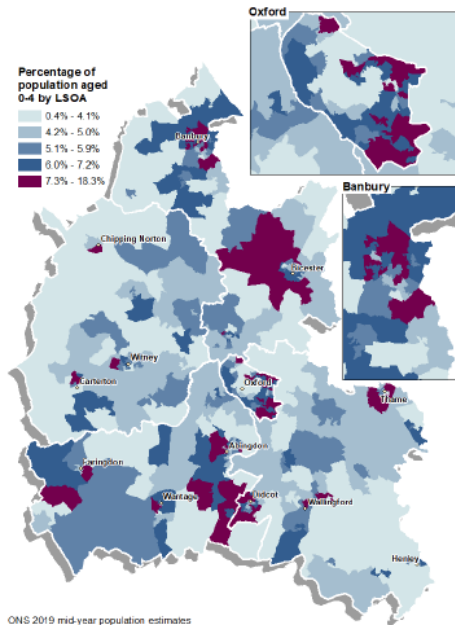 Oxford
Percentage of
population aged
0-4 by LSOA
0.4% - 4.1%
4.2% - 5.0%
5.1% - 5.9%
6.0% - 7.2%
7.3% - 18.3%
Banbury
Banbury
Chipping Norton
Bicester
Witney
Carterton
Oxford
Thame
Abingdon
Faringdon
Wantage
Didcot
Wallingford
Henley
ONS 2019 mid-year population estimates